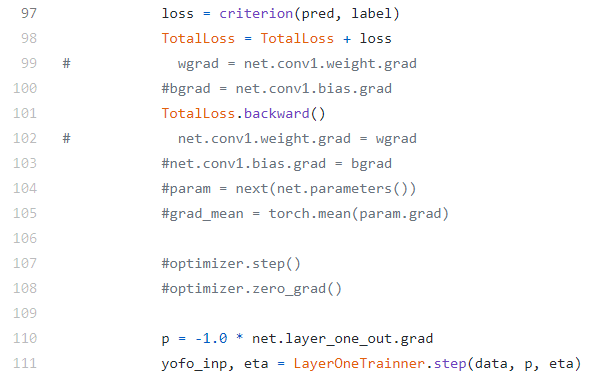 97 loss = criterion(pred, label)
98 TotalLoss = TotalLoss + loss
99 # wgrad = net.conv1.weight.grad
100 #bgrad = net.conv1.bias.grad
101 TotalLoss.backward()
102 # net.conv1.weight.grad = wgrad
103 #net.conv1.bias.grad = bgrad
104 #param = next(net.parameters())
105 #grad_mean = torch.mean(param.grad)
106
107 #optimizer.step()
108 #optimizer.zero_grad()
109
110 p = -1.0 * net.layer_one_out.grad
111 yofo_inp, eta = LayerOneTrainner.step(data, p, eta)